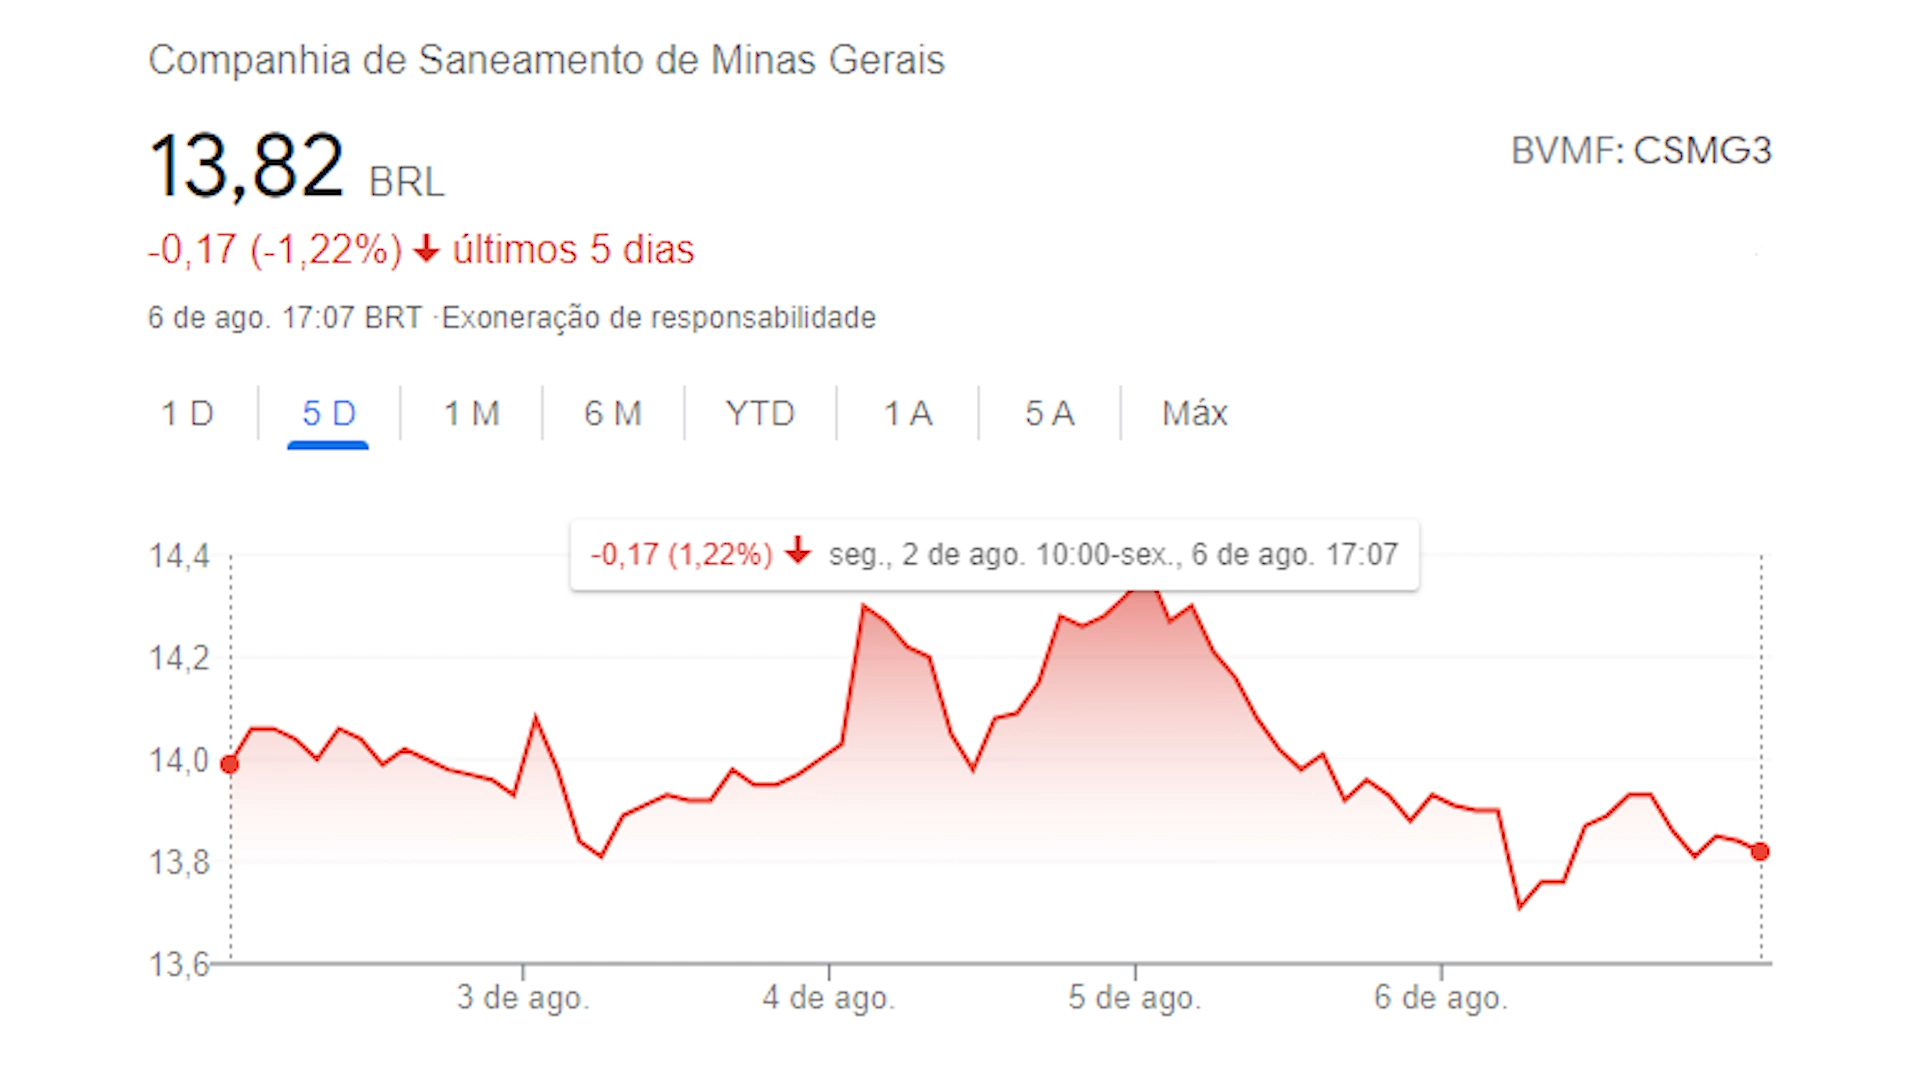 Companhia de Saneamento de Minas Gerais
13,82 BRL
BVMF: CSMG3
-0,17 (-1,22%) últimos 5 dias
6 de ago. 17:07 BRT ·Exoneração de responsabilidade
1 D 5 D 1 M 6 M YTD 1 A 5 A Máx
-0,17 (1,22%) seg., 2 de ago. 10:00-sex., 6 de ago. 17:07
14,4
14,2
14,0
13,8
13,6
3 de ago. 4 de ago. 5 de ago. 6 de ago.